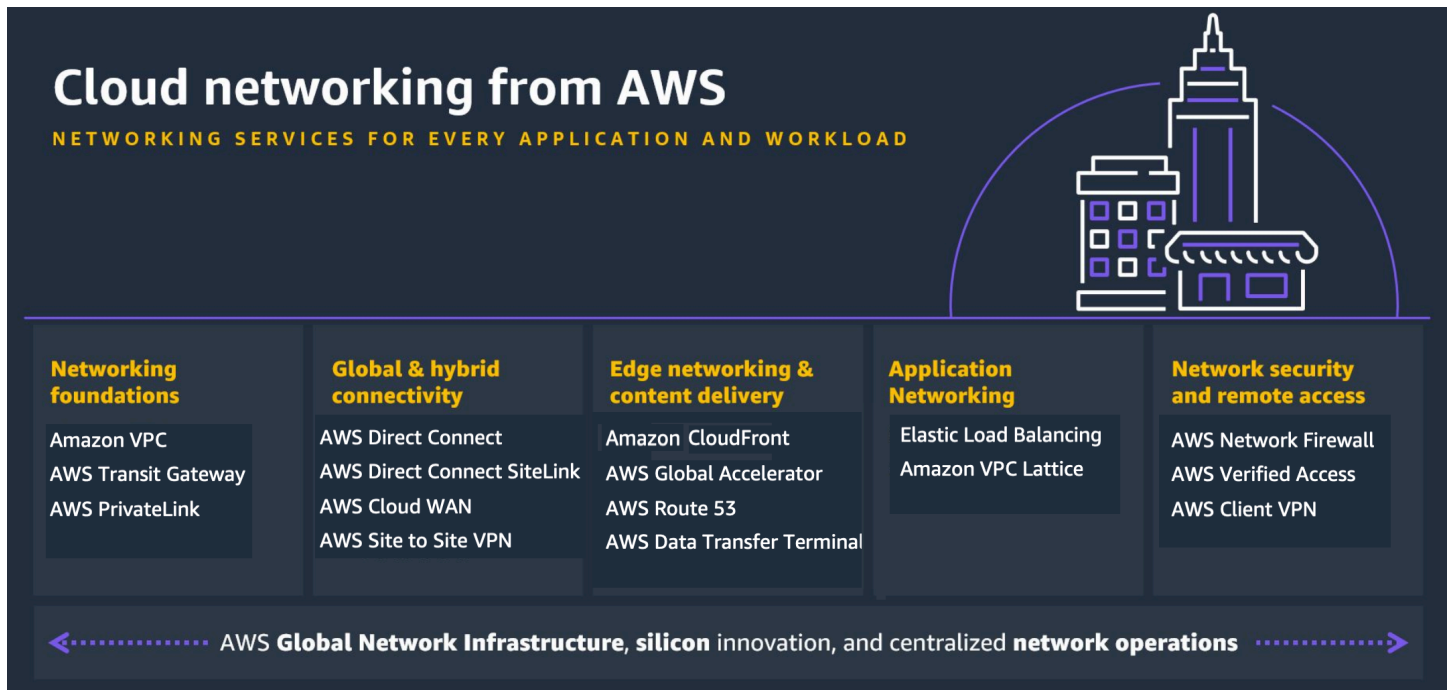 Cloud networking from AWS
NETWORKING SERVICES FOR EVERY APPLICATION AND WORKLOAD
Networking
foundations
Amazon VPC
AWS Transit Gateway
AWS PrivateLink
Global & hybrid
connectivity
AWS Direct Connect
AWS Direct Connect SiteLink
AWS Cloud WAN
AWS Site to Site VPN
Edge networking &
content delivery
Amazon CloudFront
AWS Global Accelerator
AWS Route 53
AWS Data Transfer Terminal
Application
Networking
Elastic Load Balancing
Amazon VPC Lattice
Network security
and remote access
AWS Network Firewall
AWS Verified Access
AWS Client VPN
AWS Global Network Infrastructure, silicon innovation, and centralized network operations